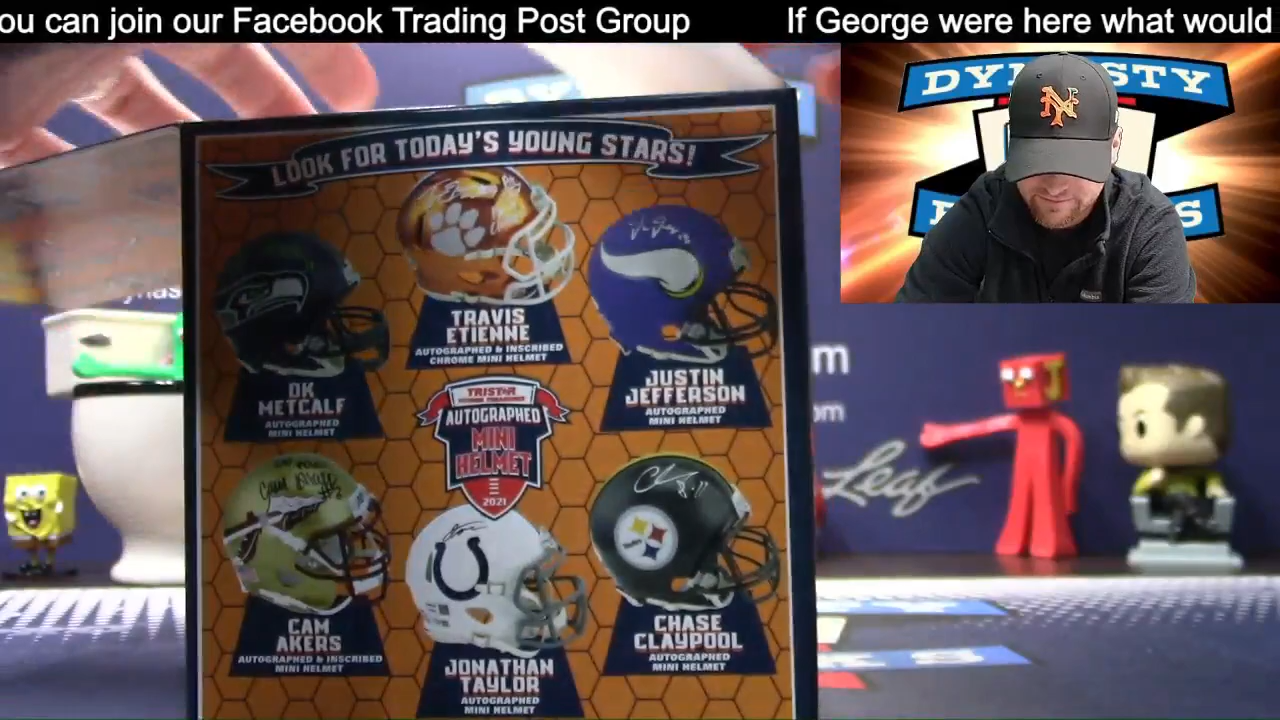 ou can join our Facebook Trading Post Group
If George were here what would
DYNASTY
LOOK FOR TODAY'S YOUNG STARS!
TRAVIS
ETIENNE
AUTOGRAPHED & INSCRIBED
CHROME MINI HELMET
DK
METCALF
AUTOGRAPHED
MINI HELMET
JUSTIN
JEFFERSON
AUTOGRAPHED
MINI HELMET
TRISTAR
AUTOGRAPHED
MINI
HELMET
2021
CAM
AKERS
AUTOGRAPHED & INSCRIBED
MINI HELMET
JONATHAN
TAYLOR
AUTOGRAPHED
MINI HELMET
CHASE
CLAYPOOL
AUTOGRAPHED
MINI HELMET
om
om
Leaf